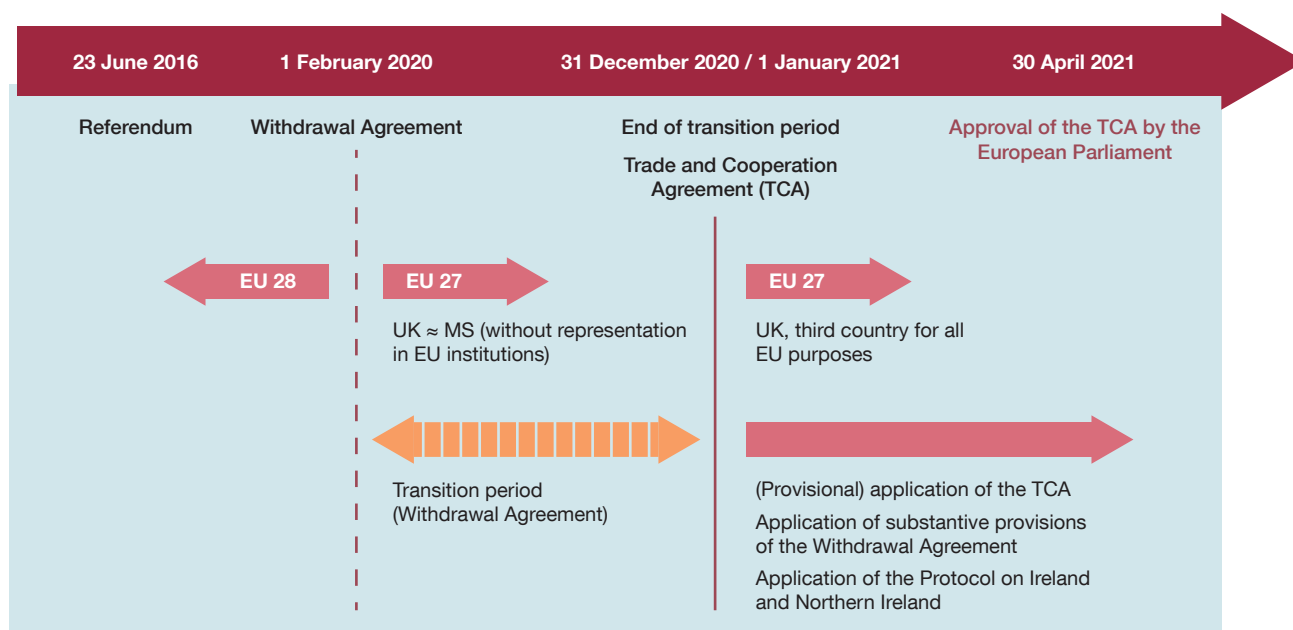 23 June 2016
1 February 2020
31 December 2020 / 1 January 2021
30 April 2021
Referendum
Withdrawal Agreement
End of transition period
Trade and Cooperation
Agreement (TCA)
Approval of the TCA by the
European Parliament
EU 28
EU 27
UK ≈ MS (without representation
in EU institutions)
EU 27
UK, third country for all
EU purposes
Transition period
(Withdrawal Agreement)
(Provisional) application of the TCA
Application of substantive provisions
of the Withdrawal Agreement
Application of the Protocol on Ireland
and Northern Ireland